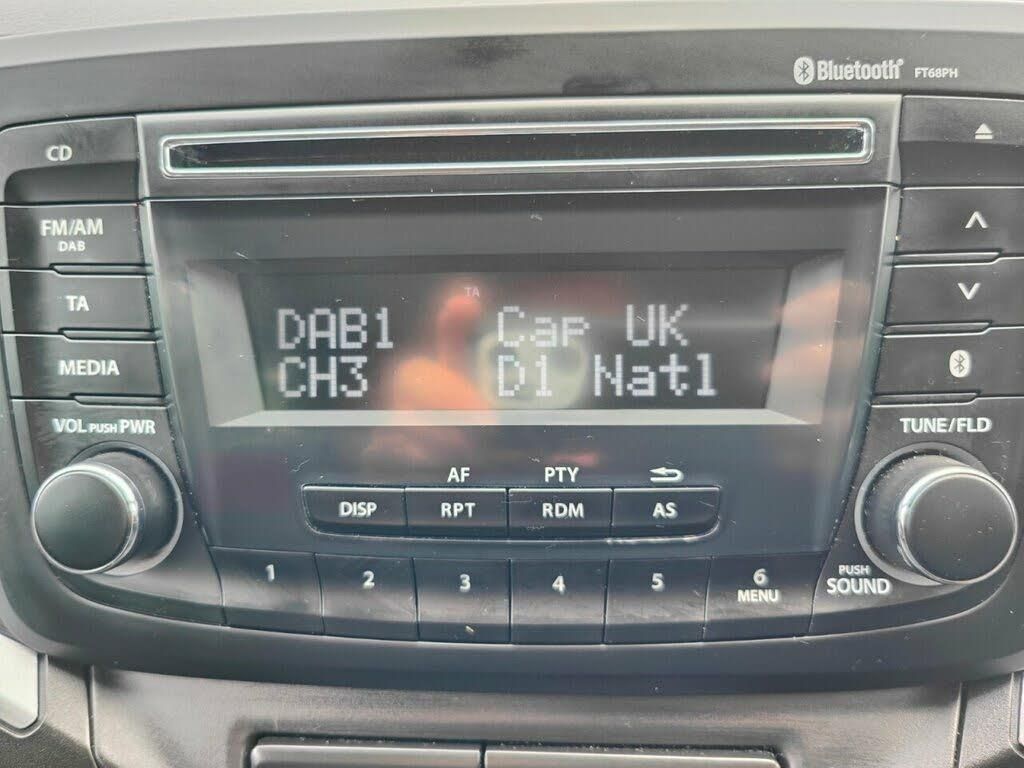 Bluetooth® FT68PH
CD
FM/AM
DAB
TA
TA
DAB1 Cap UK
CH3 D1 Natl
MEDIA
VOL PUSH PWR
TUNE/FLD
AF PTY
DISP RPT RDM AS
1 2 3 4 5 6
MENU
PUSH
SOUND